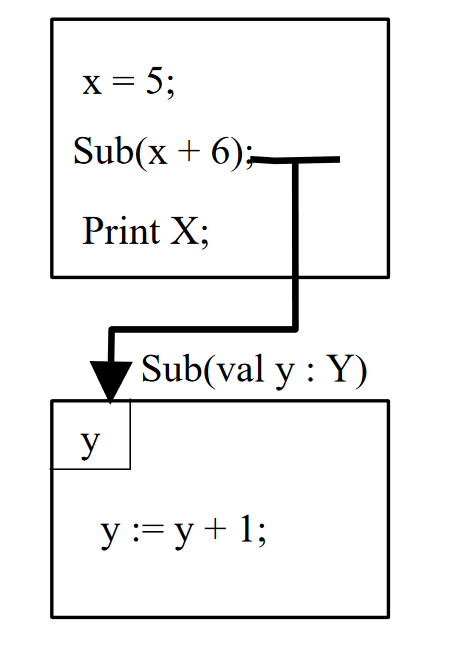 x = 5;
Sub(x + 6);
Print X;
Sub(val y : Y)
y
y := y + 1;